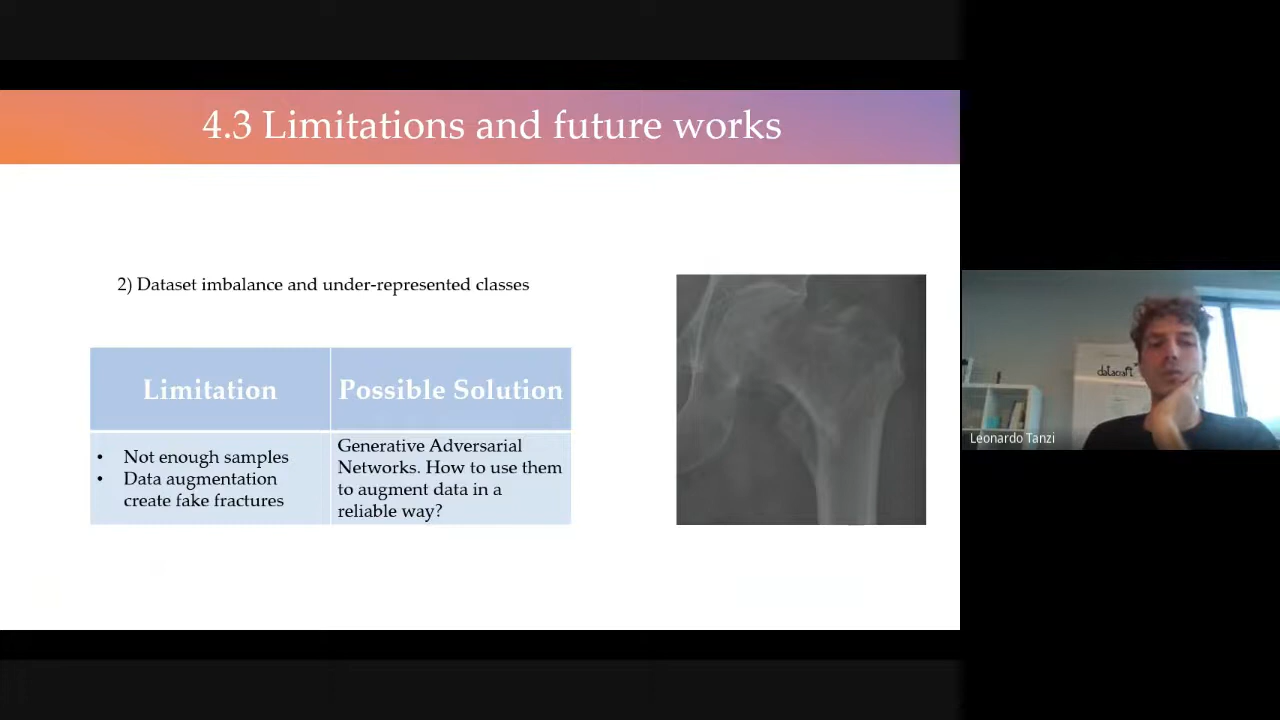 4.3 Limitations and future works
2) Dataset imbalance and under-represented classes
Limitation
Possible Solution
• Not enough samples
• Data augmentation
create fake fractures
Generative Adversarial
Networks. How to use them
to augment data in a
reliable way?
datacraft
Leonardo Tanzi